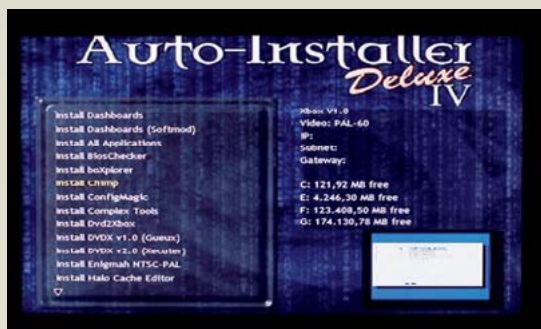 Auto-Installer
Deluxe
IV
Install Dashboards
Install Dashboards (Softmod)
Install All Applications
Install BiosChecker
Install boXplorer
Install Chimp
Install ConfigMagic
Install Complex Tools
Install Dvd2Xbox
Install DVDX v1.0 (Gueux)
Install DVDX v2.0 (Xecuter)
Install Enigmah NTSC-PAL
Install Halo Cache Editor
Xbox V1.0
Video: PAL-60
IP:
Subnet:
Gateway:
C: 121,92 MB free
E: 4.246,30 MB free
F: 123.408,50 MB free
G: 174.130,78 MB free